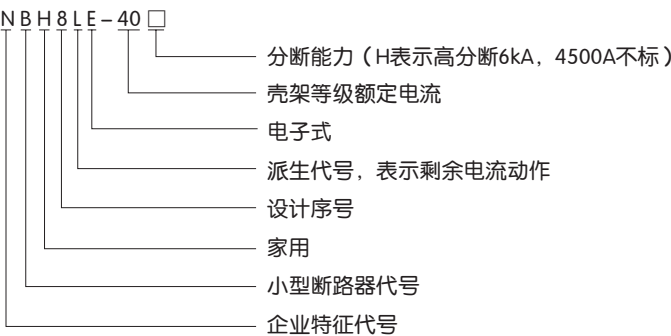 NBH8LE-40□
分断能力（H表示高分断6kA，4500A不标）
壳架等级额定电流
电子式
派生代号，表示剩余电流动作
设计序号
家用
小型断路器代号
企业特征代号